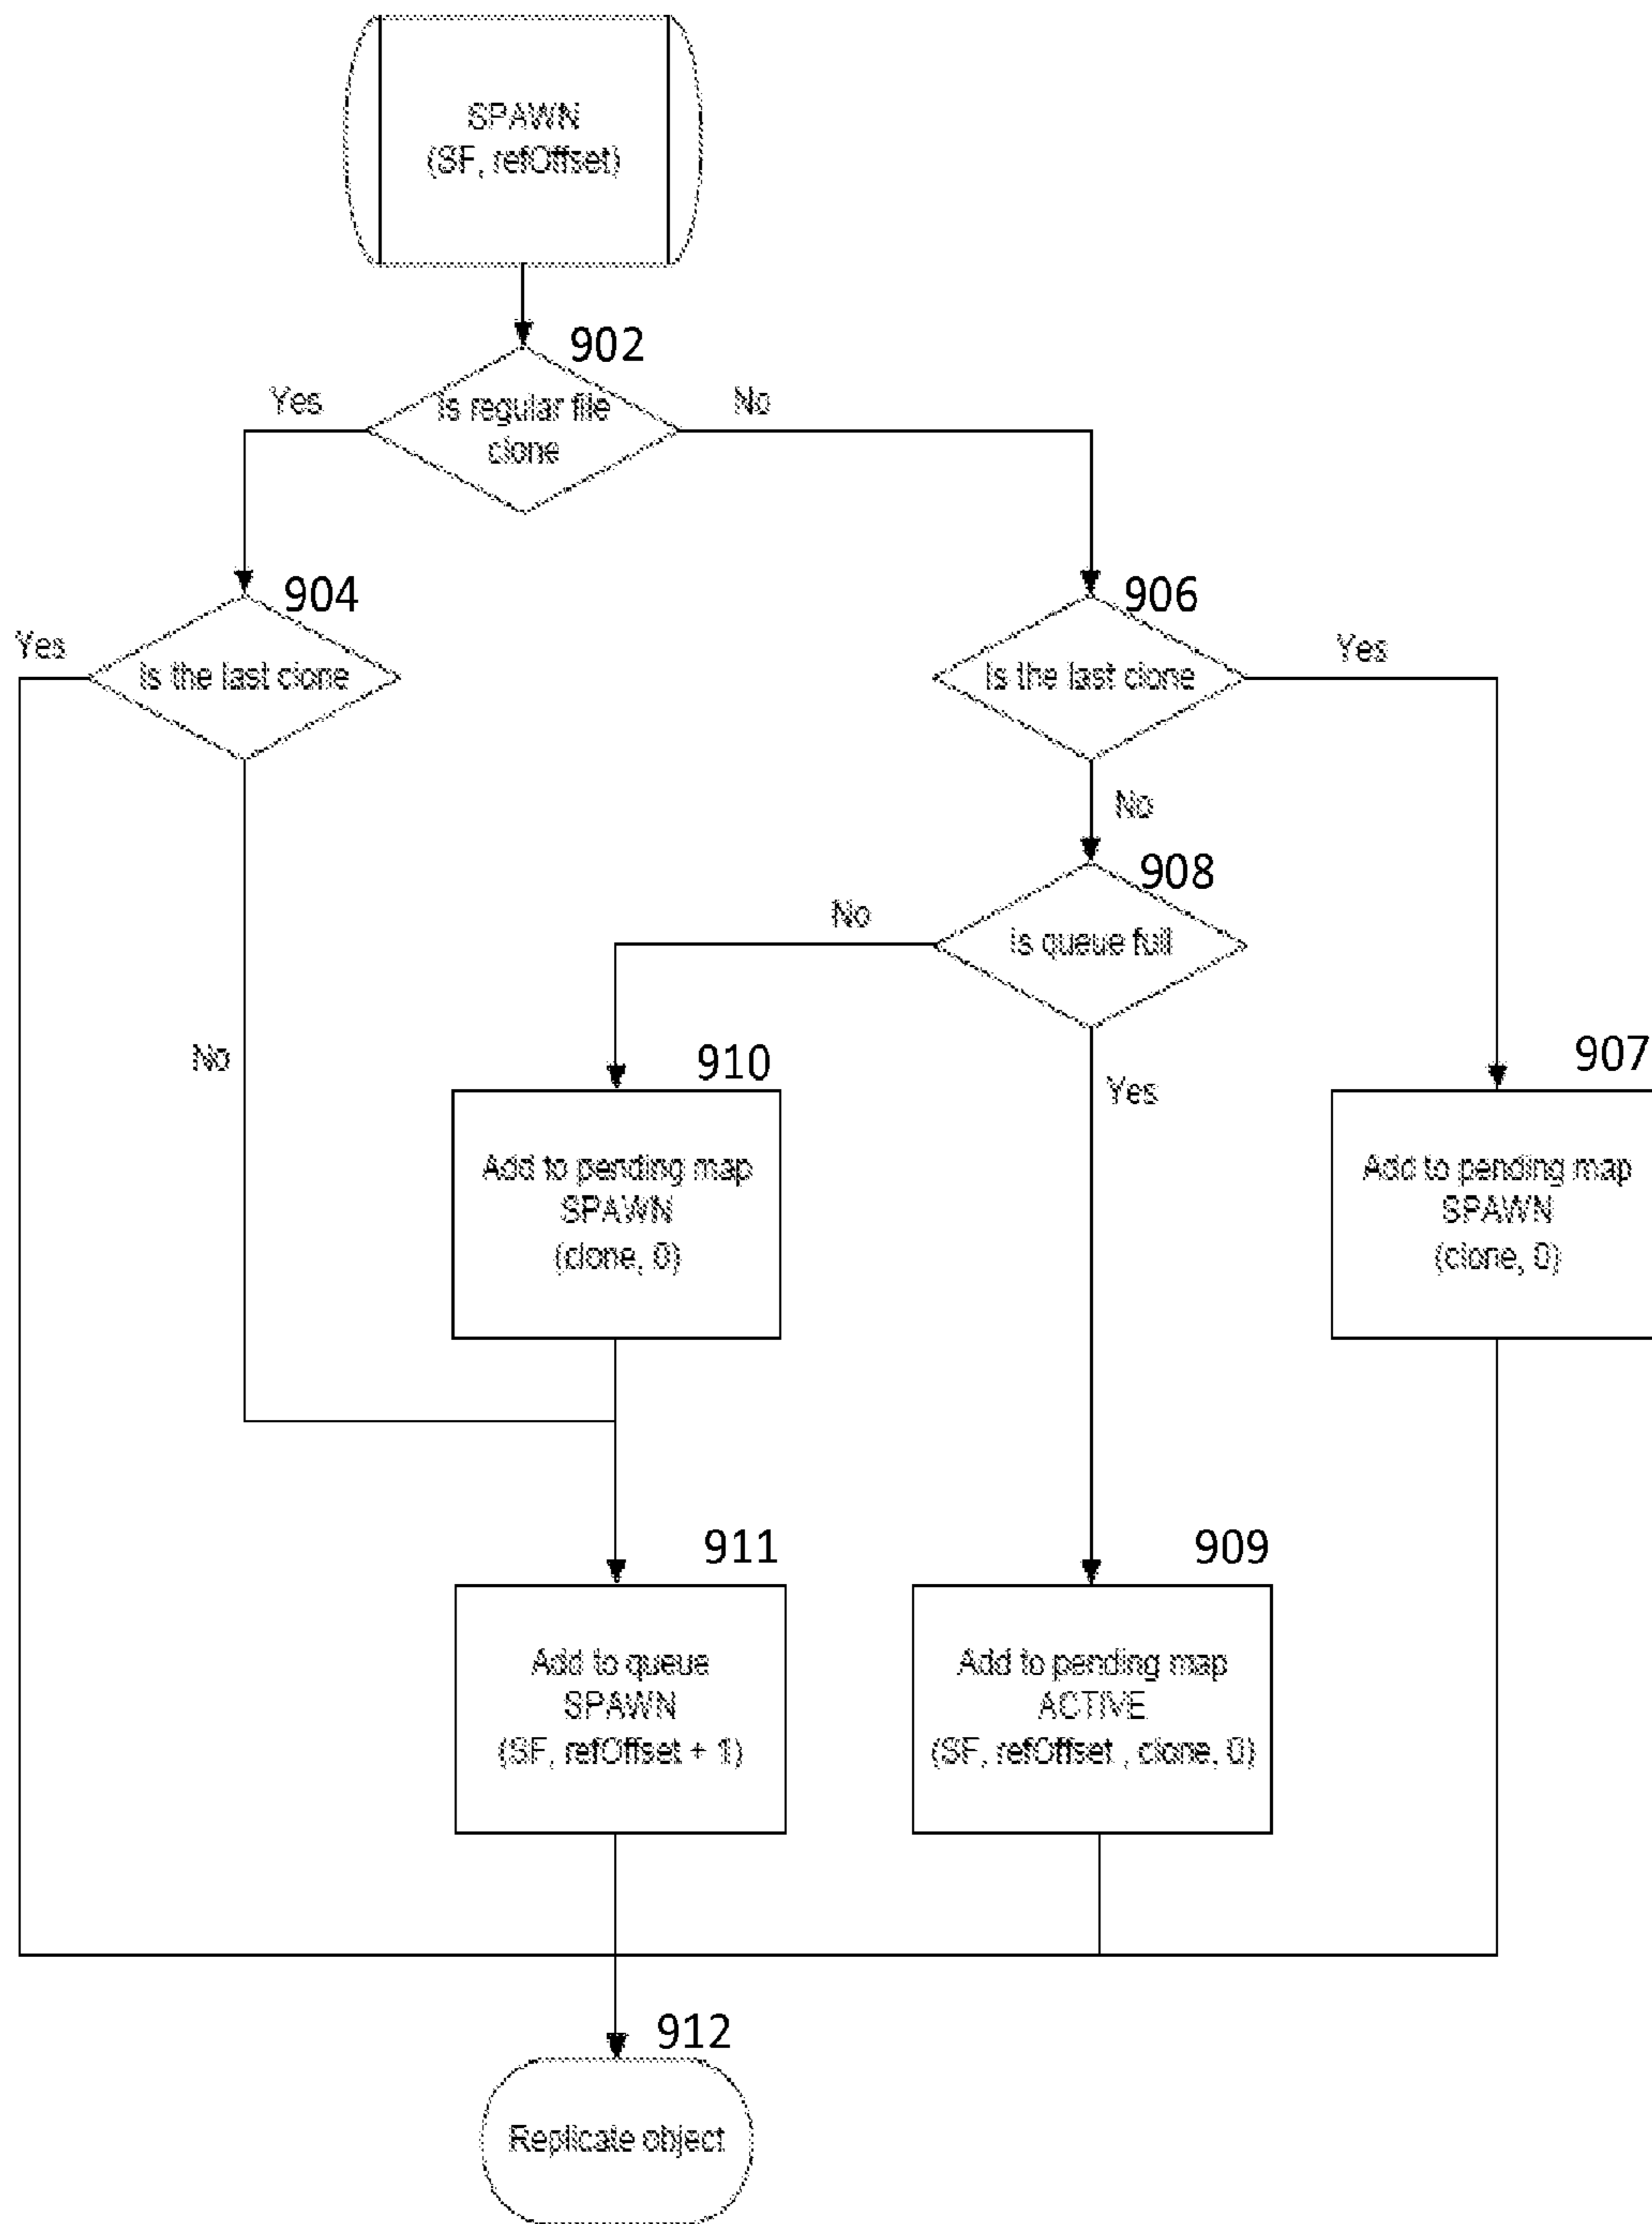 SPAWN
(SF, refOffset)
902
Yes
Is regular file
clone
No
904
Yes
Is the last clone
906
Is the last clone
Yes
No
908
No
Is queue full
No
910
Yes
907
Add to pending map
SPAWN
(clone, 0)
Add to pending map
SPAWN
(clone, 0)
911
909
Add to queue
SPAWN
(SF, refOffset + 1)
Add to pending map
ACTIVE
(SF, refOffset , clone, 0)
912
Replicate object